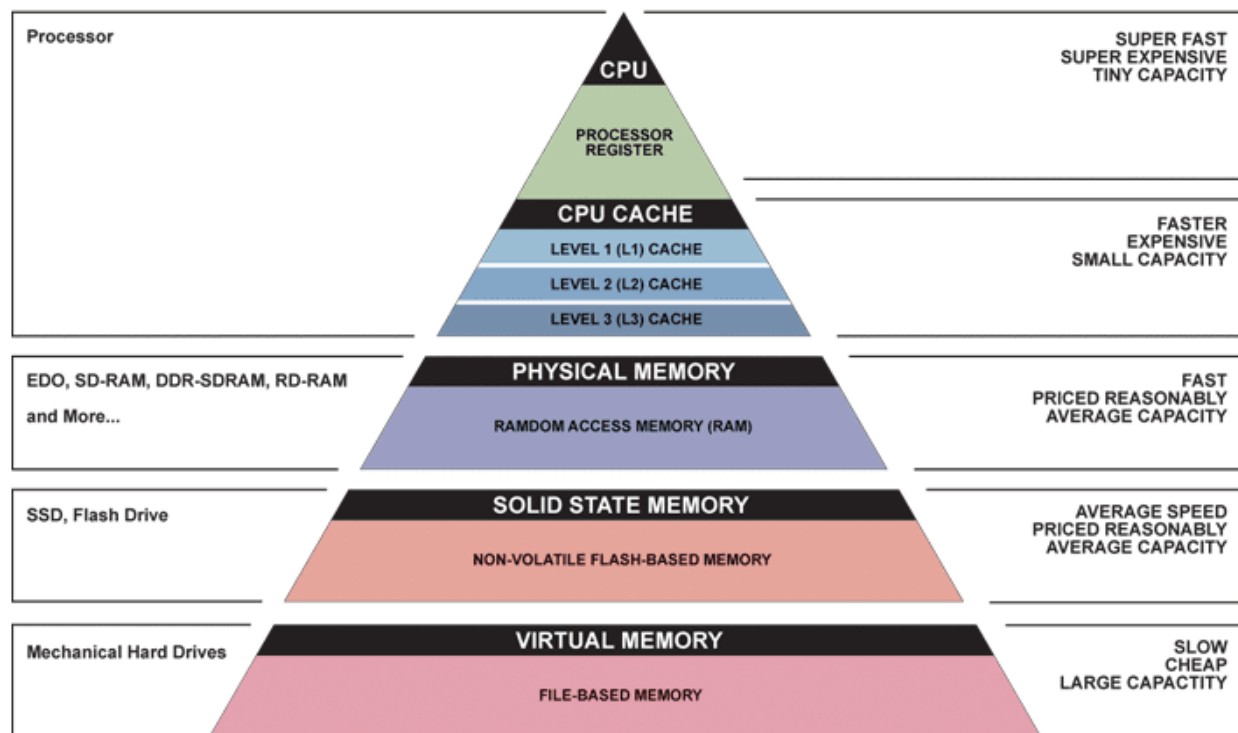 Processor
CPU
SUPER FAST
SUPER EXPENSIVE
TINY CAPACITY
PROCESSOR
REGISTER
CPU CACHE
LEVEL 1 (L1) CACHE
LEVEL 2 (L2) CACHE
LEVEL 3 (L3) CACHE
FASTER
EXPENSIVE
SMALL CAPACITY
EDO, SD-RAM, DDR-SDRAM, RD-RAM
and More...
PHYSICAL MEMORY
RAMDOM ACCESS MEMORY (RAM)
FAST
PRICED REASONABLY
AVERAGE CAPACITY
SSD, Flash Drive
SOLID STATE MEMORY
NON-VOLATILE FLASH-BASED MEMORY
AVERAGE SPEED
PRICED REASONABLY
AVERAGE CAPACITY
Mechanical Hard Drives
VIRTUAL MEMORY
FILE-BASED MEMORY
SLOW
CHEAP
LARGE CAPACTITY